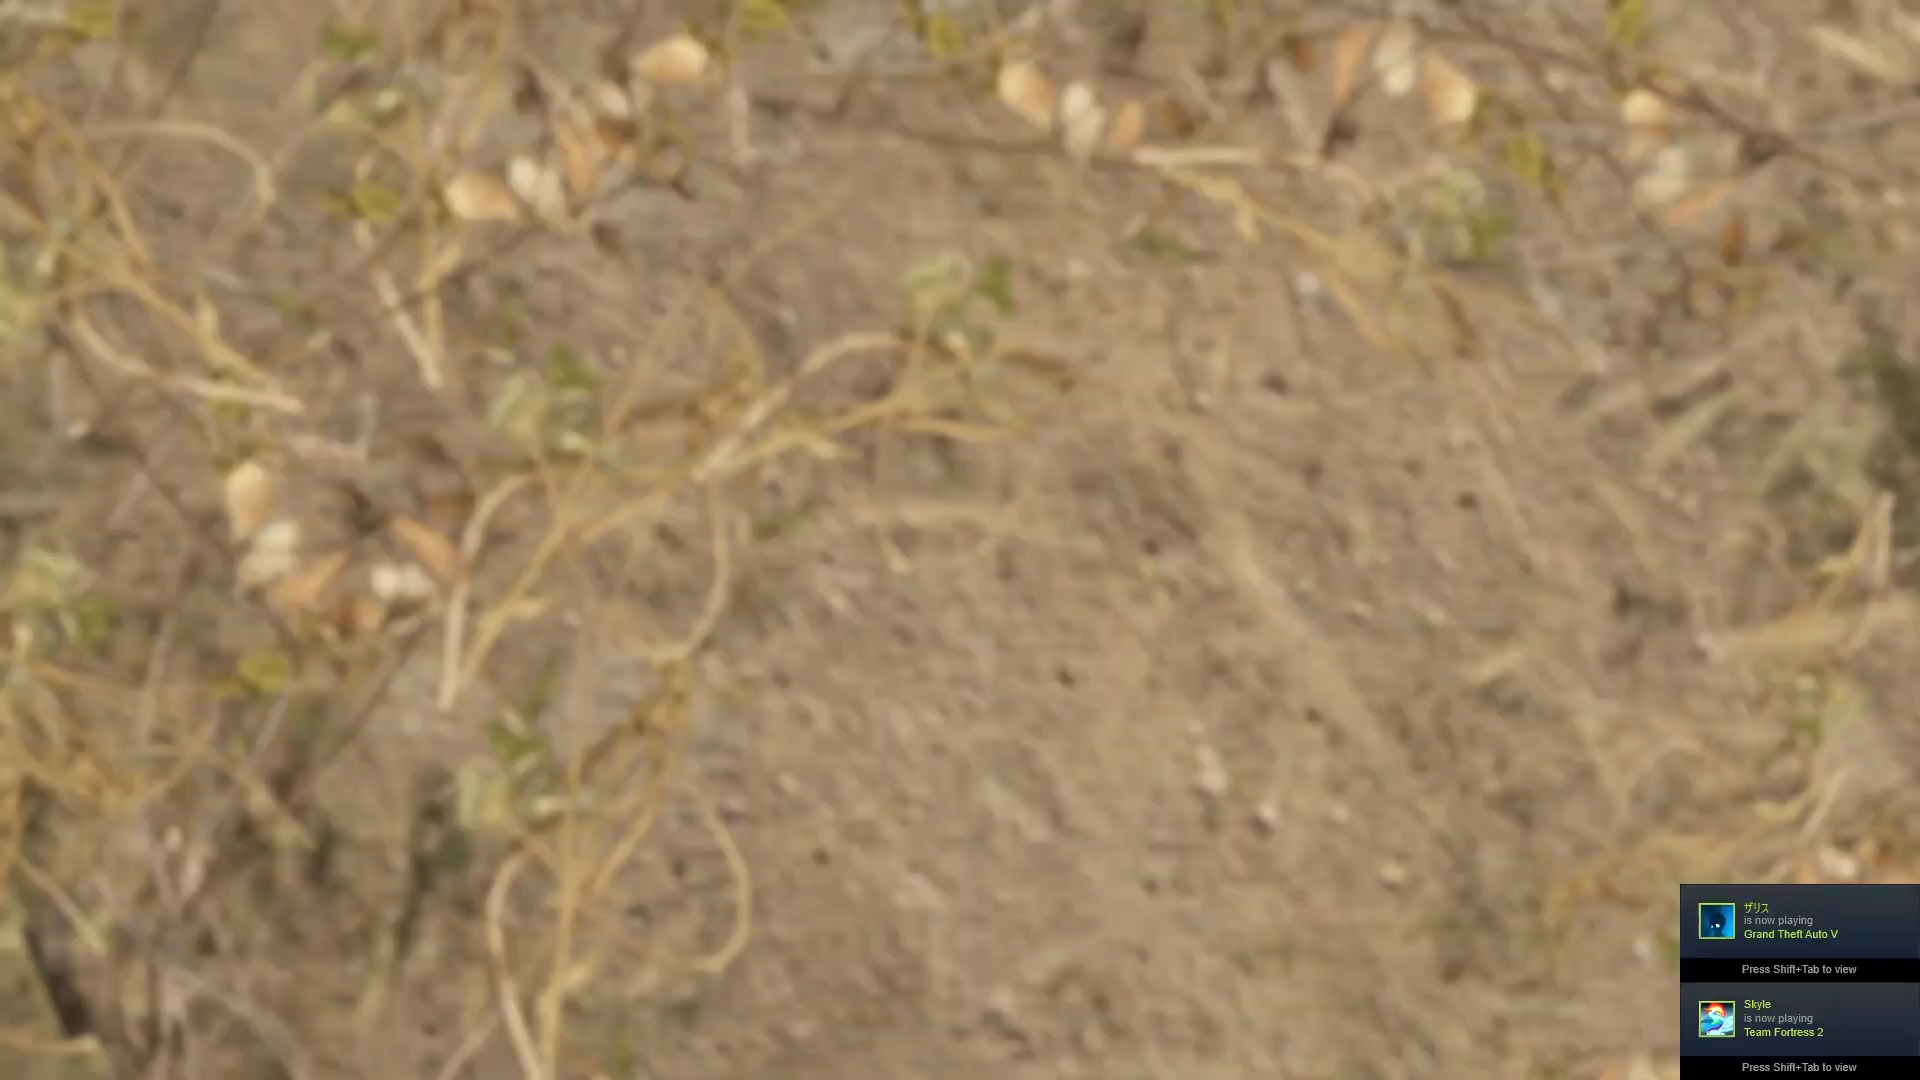 ザリス
is now playing
Grand Theft Auto V
Press Shift+Tab to view
Skyle
is now playing
Team Fortress 2
Press Shift+Tab to view